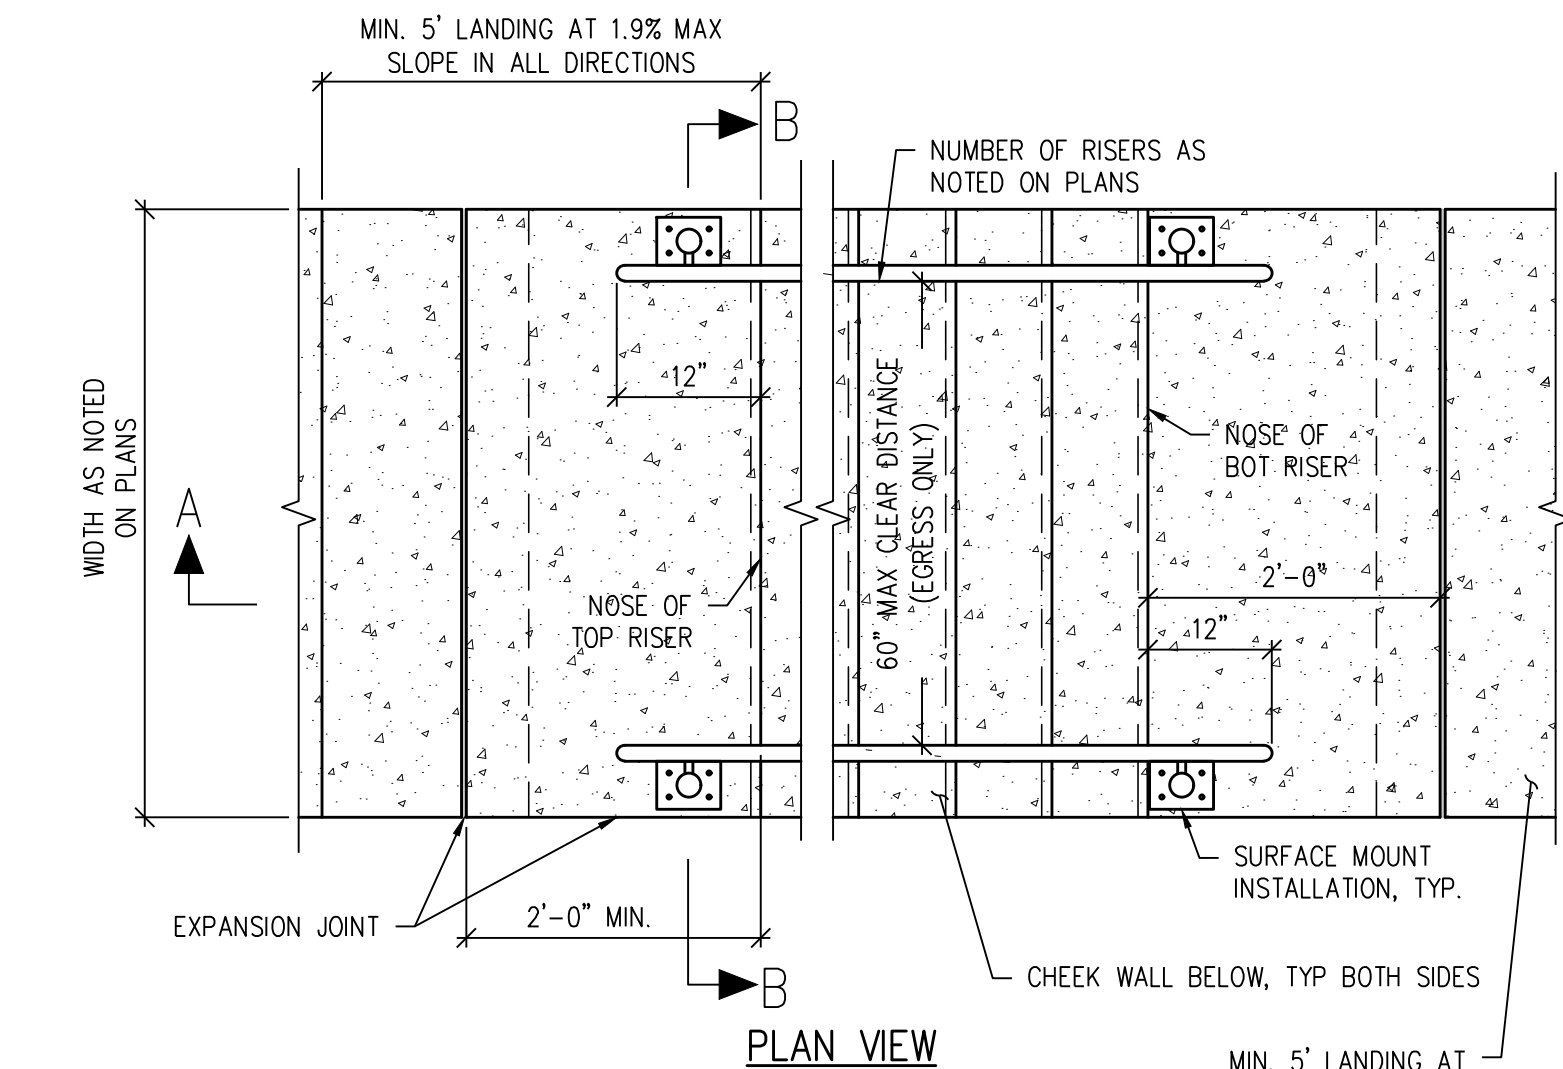 MIN. 5' LANDING AT 1.9% MAX
SLOPE IN ALL DIRECTIONS
B
NUMBER OF RISERS AS
NOTED ON PLANS
WIDTH AS NOTED
ON PLANS
A
12"
60" MAX CLEAR DISTANCE
(EGRESS ONLY)
NOSE OF
BOT RISER
NOSE OF
TOP RISER
2'-0"
12"
SURFACE MOUNT
INSTALLATION, TYP.
EXPANSION JOINT
2'-0" MIN.
CHEEK WALL BELOW, TYP BOTH SIDES
B
PLAN VIEW
MIN. 5' LANDING AT